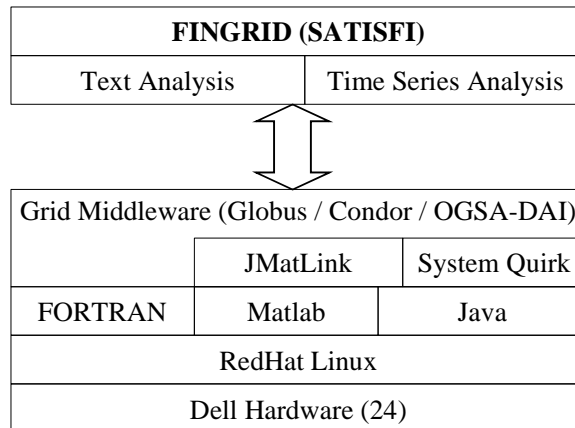 FINGRID (SATISFI)
Text Analysis Time Series Analysis
Grid Middleware (Globus / Condor / OGSA-DAI)
JMatLink System Quirk
FORTRAN Matlab Java
RedHat Linux
Dell Hardware (24)